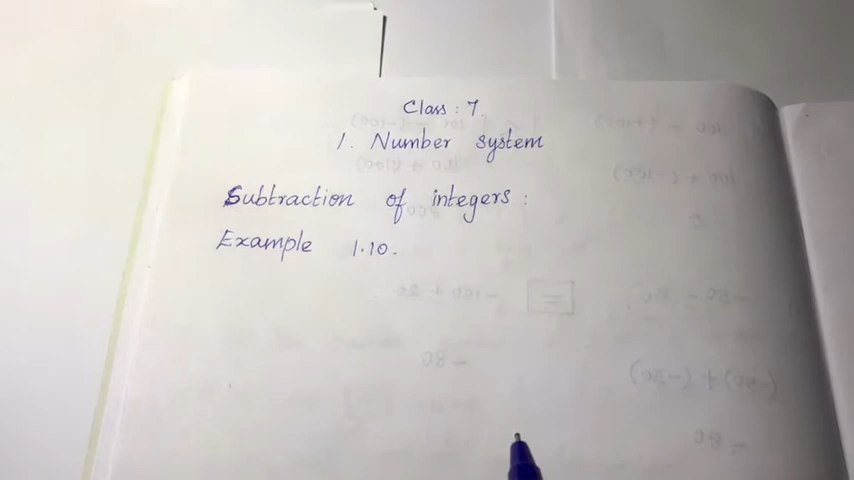 Class : 7.
1. Number system
Subtraction of integers :
Example 1.10.